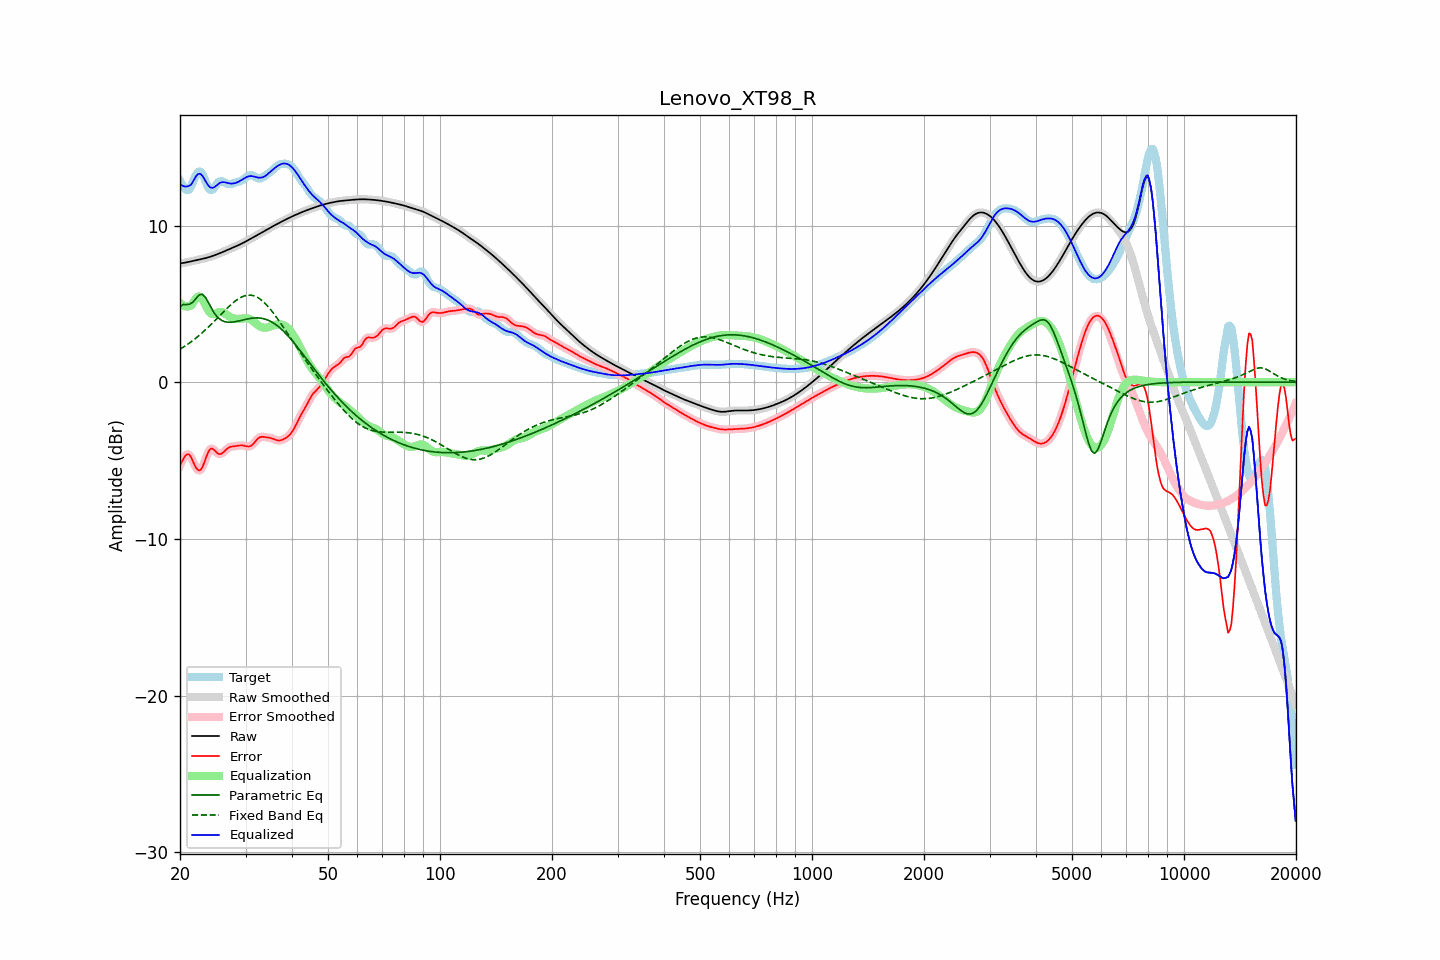 Lenovo_XT98_R
Amplitude (dBr)
10
0
−10
−20
−30
Target
Raw Smoothed
Error Smoothed
Raw
Error
Equalization
Parametric Eq
Fixed Band Eq
Equalized
20 50 100 200 500 1000 2000 5000 10000 20000
Frequency (Hz)